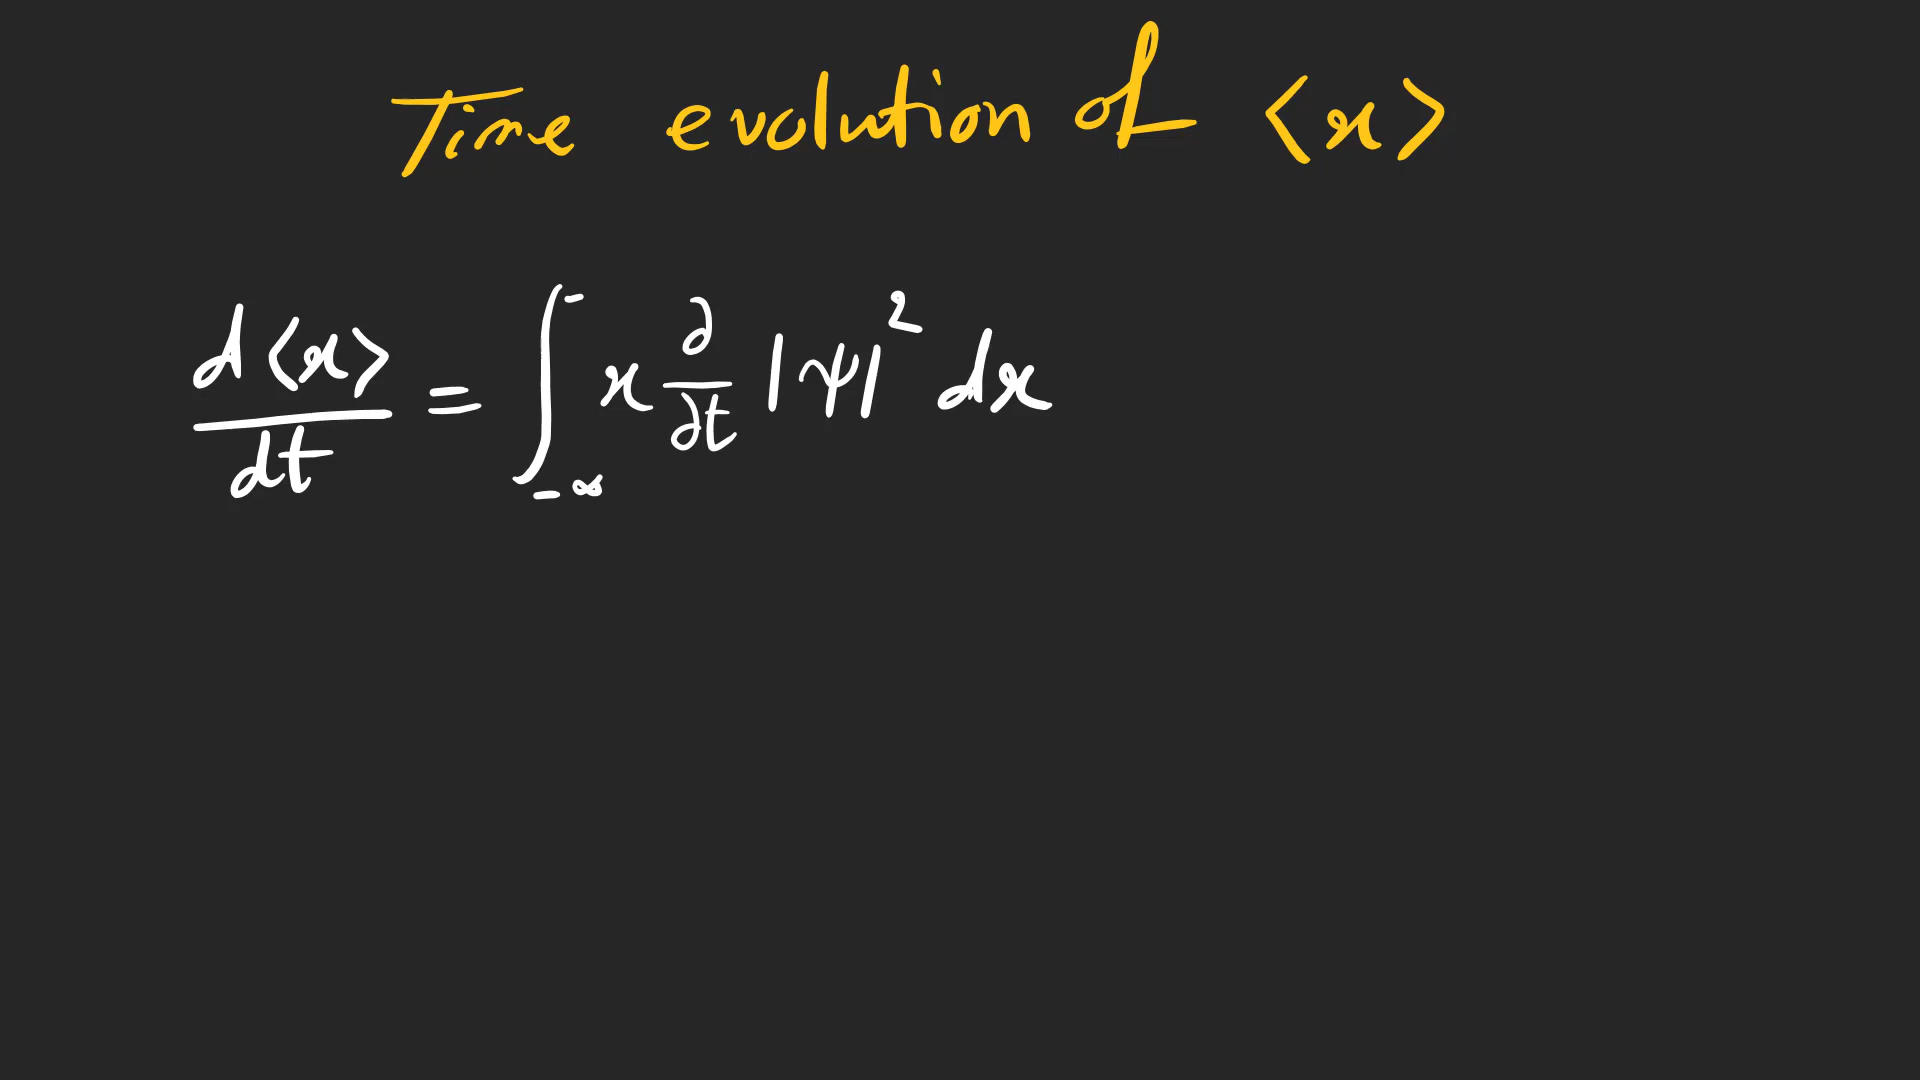 Time evolution of <x>
d<x>/dt = ∫_{-∞}^{-} x ∂/∂t |ψ|² dx